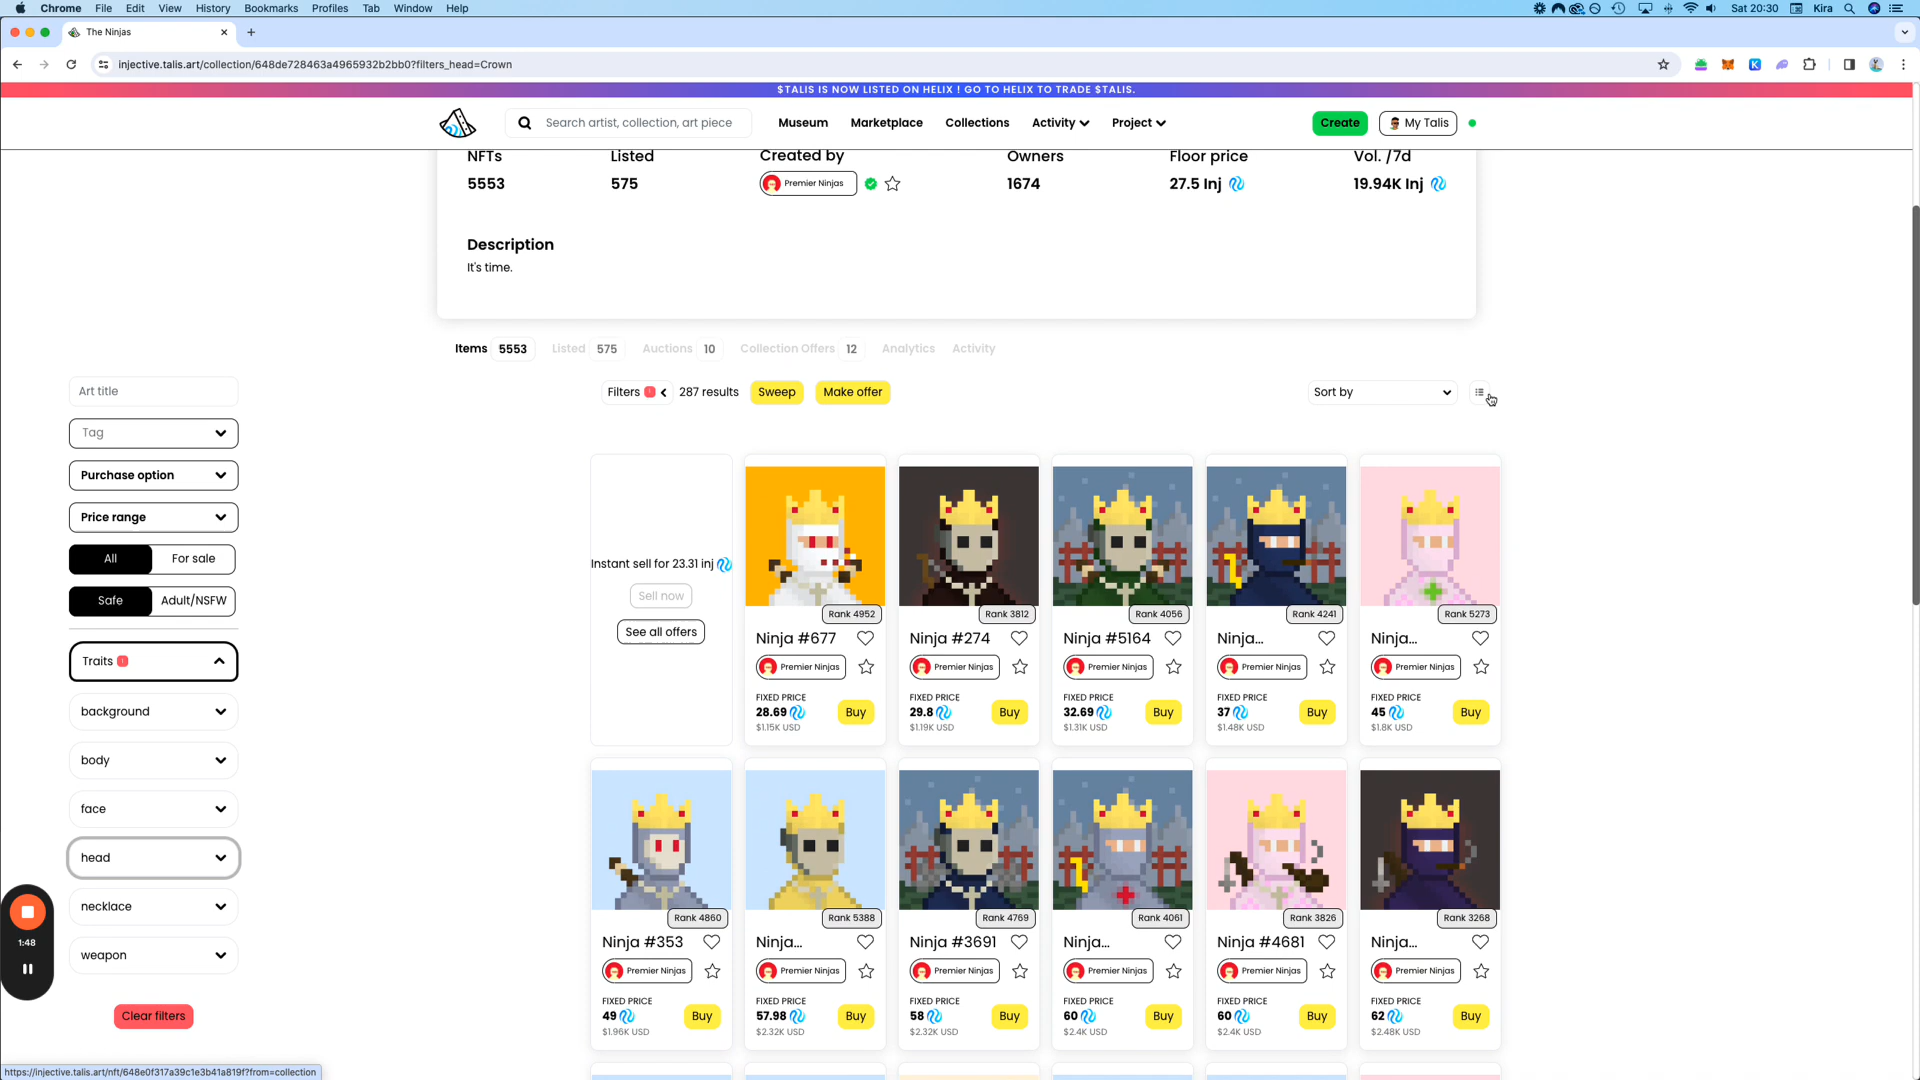 Chrome File Edit View History Bookmarks Profiles Tab Window Help Sat 20:30 Kira
The Ninjas
injective.talis.art/collection/648de728463a4965932b2bb0?filters_head=Crown
$TALIS IS NOW LISTED ON HELIX ! GO TO HELIX TO TRADE $TALIS.
Search artist, collection, art piece Museum Marketplace Collections Activity Project Create My Talis
NFTs Listed Created by Owners Floor price Vol. /7d
5553 575 Premier Ninjas 1674 27.5 Inj 19.94K Inj
Description
It's time.
Items 5553 Listed 575 Auctions 10 Collection Offers 12 Analytics Activity
Art title
Filters 287 results Sweep Make offer Sort by
Tag
Purchase option
Price range
All For sale
Safe Adult/NSFW
Traits
background
body
face
head
necklace
weapon
Clear filters
1:48
Instant sell for 23.31 inj
Sell now
See all offers
Rank 4952 Rank 3812 Rank 4056 Rank 4241 Rank 5273
Ninja #677 Ninja #274 Ninja #5164 Ninja... Ninja...
Premier Ninjas Premier Ninjas Premier Ninjas Premier Ninjas Premier Ninjas
FIXED PRICE FIXED PRICE FIXED PRICE FIXED PRICE FIXED PRICE
28.69 Buy 29.8 Buy 32.69 Buy 37 Buy 45 Buy
$1.15K USD $1.19K USD $1.31K USD $1.48K USD $1.8K USD
Rank 4860 Rank 5388 Rank 4769 Rank 4061 Rank 3826 Rank 3268
Ninja #353 Ninja... Ninja #3691 Ninja... Ninja #4681 Ninja...
Premier Ninjas Premier Ninjas Premier Ninjas Premier Ninjas Premier Ninjas Premier Ninjas
FIXED PRICE FIXED PRICE FIXED PRICE FIXED PRICE FIXED PRICE FIXED PRICE
49 Buy 57.98 Buy 58 Buy 60 Buy 60 Buy 62 Buy
$1.96K USD $2.32K USD $2.32K USD $2.4K USD $2.4K USD $2.48K USD
https://injective.talis.art/nft/648e0f317a39c1e3b41a819f?from=collection